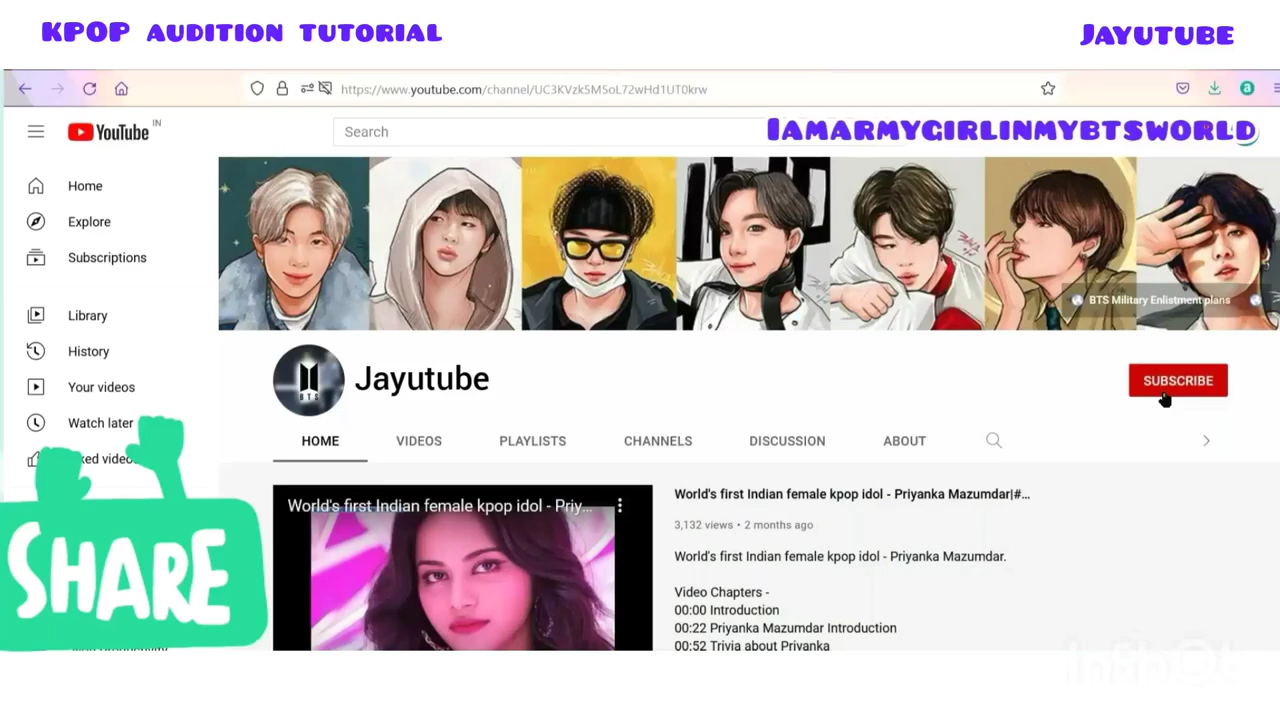 KPOP AUDITION TUTORIAL
JAYUTUBE
https://www.youtube.com/channel/UC3KVzk5M5oL72wHd1UT0krw
YouTube IN
Search
IAMARMYGIRLINMYBTSWORLD
Home
Explore
Subscriptions
Library
History
Your videos
Watch later
SHARE
BTS Military Enlistment plans
BTS
Jayutube
SUBSCRIBE
HOME VIDEOS PLAYLISTS CHANNELS DISCUSSION ABOUT
World's first Indian female kpop idol - Priy...
World's first Indian female kpop idol - Priyanka Mazumdar|#...
3,132 views • 2 months ago
World's first Indian female kpop idol - Priyanka Mazumdar.
Video Chapters -
00:00 Introduction
00:22 Priyanka Mazumdar Introduction
00:52 Trivia about Priyanka